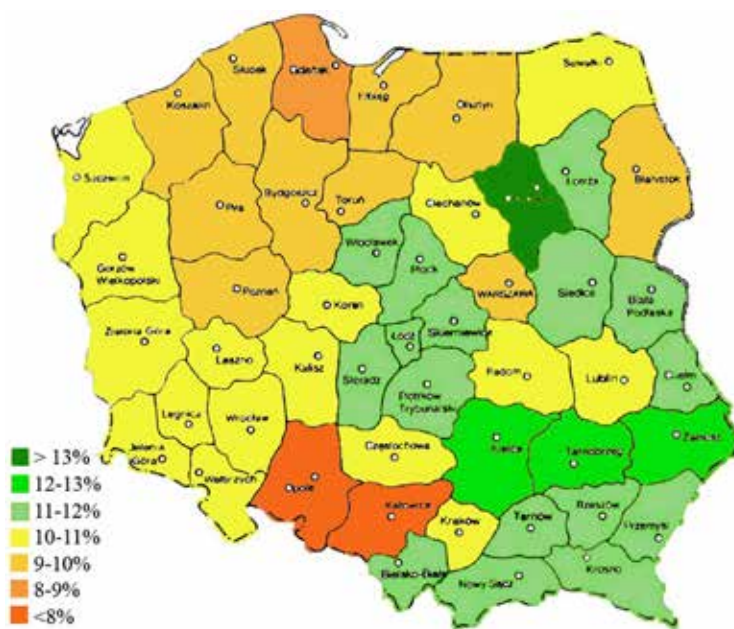 Słupsk
Gdańsk
Suwałki
Koszalin
Elbląg
Olsztyn
Szczecin
Łomża
Białystok
Bydgoszcz
Piła
Toruń
Ciechanów
Włocławek
Gorzów
Wielkopolski
Płock
Poznań
WARSZAWA
Siedlce
Biała
Podlaska
Konin
Zielona Góra
Łódź
Skierniewice
Leszno
Kalisz
Sieradz
Radom
Lublin
Chełm
Piotrków
Trybunalski
Legnica
Wrocław
Częstochowa
Kielce
Tarnobrzeg
Zamość
Jelenia
Góra
Wałbrzych
Opole
Katowice
Kraków
Tarnów
Rzeszów
Przemyśl
Bielsko-Biała
Nowy Sącz
Krosno
> 13%
12-13%
11-12%
10-11%
9-10%
8-9%
<8%